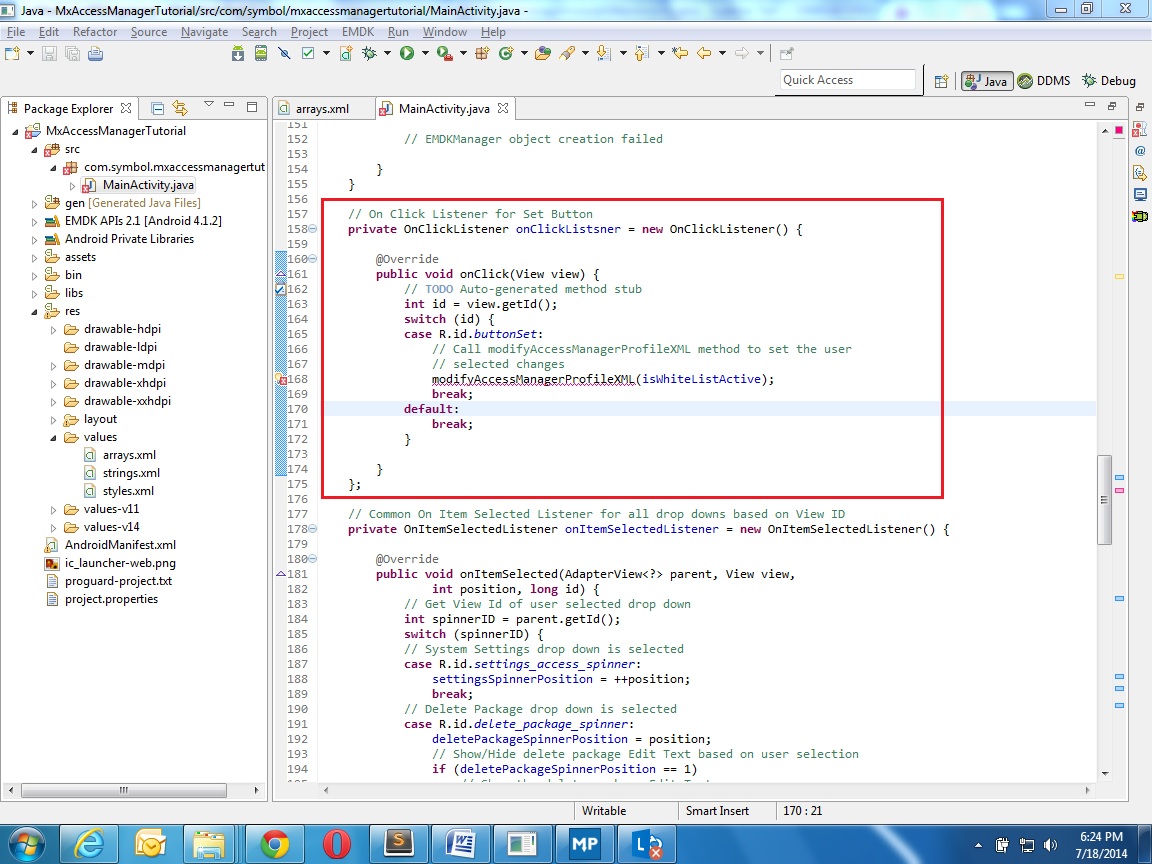 Java - MxAccessManagerTutorial/src/com/symbol/mxaccessmanagertutorial/MainActivity.java -
File Edit Refactor Source Navigate Search Project EMDK Run Window Help
Quick Access
Java
DDMS
Debug
Package Explorer
MxAccessManagerTutorial
src
com.symbol.mxaccessmanagertut
MainActivity.java
gen [Generated Java Files]
EMDK APIs 2.1 [Android 4.1.2]
Android Private Libraries
assets
bin
libs
res
drawable-hdpi
drawable-ldpi
drawable-mdpi
drawable-xhdpi
drawable-xxhdpi
layout
values
arrays.xml
strings.xml
styles.xml
values-v11
values-v14
AndroidManifest.xml
ic_launcher-web.png
proguard-project.txt
project.properties
arrays.xml
MainActivity.java
151
152 // EMDKManager object creation failed
153
154 }
155 }
156
157 // On Click Listener for Set Button
158 private OnClickListener onClickListsner = new OnClickListener() {
159
160 @Override
161 public void onClick(View view) {
162 // TODO Auto-generated method stub
163 int id = view.getId();
164 switch (id) {
165 case R.id.buttonSet:
166 // Call modifyAccessManagerProfileXML method to set the user
167 // selected changes
168 modifyAccessManagerProfileXML(isWhiteListActive);
169 break;
170 default:
171 break;
172 }
173
174 }
175 };
176
177 // Common On Item Selected Listener for all drop downs based on View ID
178 private OnItemSelectedListener onItemSelectedListener = new OnItemSelectedListener() {
179
180 @Override
181 public void onItemSelected(AdapterView<?> parent, View view,
182 int position, long id) {
183 // Get View Id of user selected drop down
184 int spinnerID = parent.getId();
185 switch (spinnerID) {
186 // System Settings drop down is selected
187 case R.id.settings_access_spinner:
188 settingsSpinnerPosition = ++position;
189 break;
190 // Delete Package drop down is selected
191 case R.id.delete_package_spinner:
192 deletePackageSpinnerPosition = position;
193 // Show/Hide delete package Edit Text based on user selection
194 if (deletePackageSpinnerPosition == 1)
Writable
Smart Insert
170 : 21
MP
6:24 PM
7/18/2014